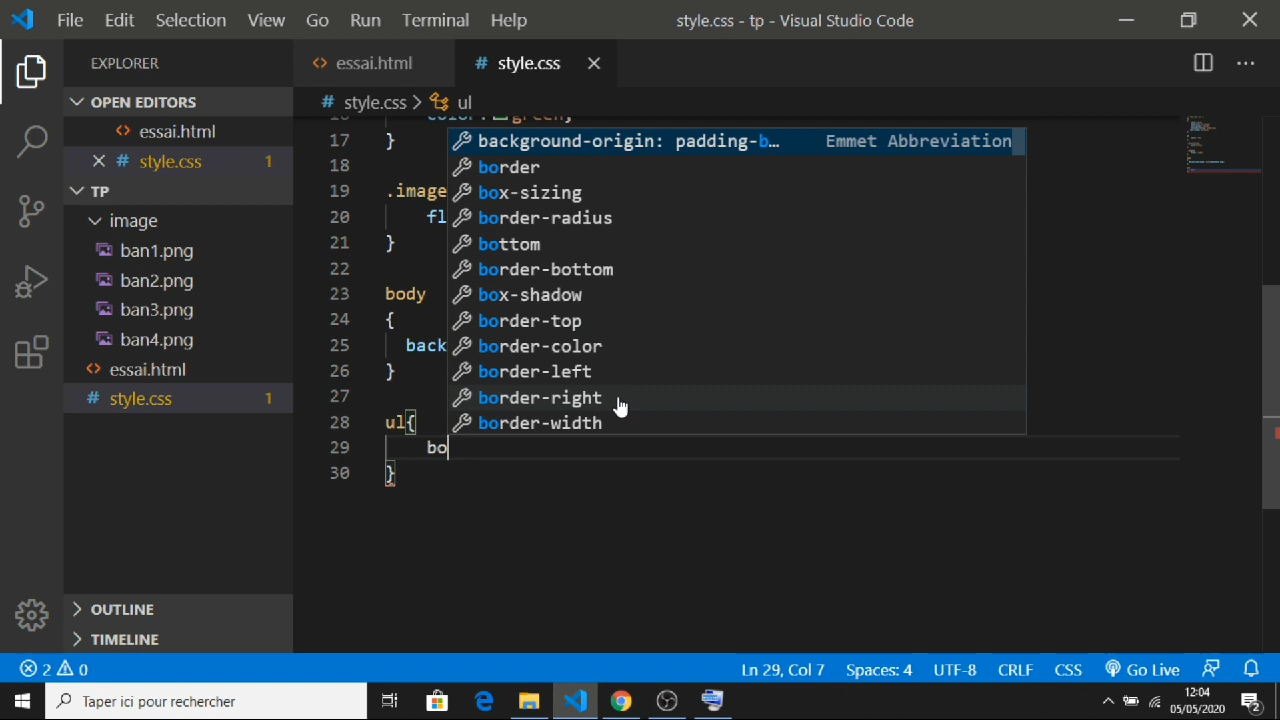 File Edit Selection View Go Run Terminal Help style.css - tp - Visual Studio Code
EXPLORER
OPEN EDITORS
essai.html
style.css 1
TP
image
ban1.png
ban2.png
ban3.png
ban4.png
essai.html
style.css 1
OUTLINE
TIMELINE
essai.html style.css
style.css > ul
17 }
18
19 .image
20 fl
21 }
22
23 body
24 {
25 back
26 }
27
28 ul{
29 bo
30 }
background-origin: padding-b... Emmet Abbreviation
border
box-sizing
border-radius
bottom
border-bottom
box-shadow
border-top
border-color
border-left
border-right
border-width
2 0 Ln 29, Col 7 Spaces: 4 UTF-8 CRLF CSS Go Live
Taper ici pour rechercher
12:04
05/05/2020
2